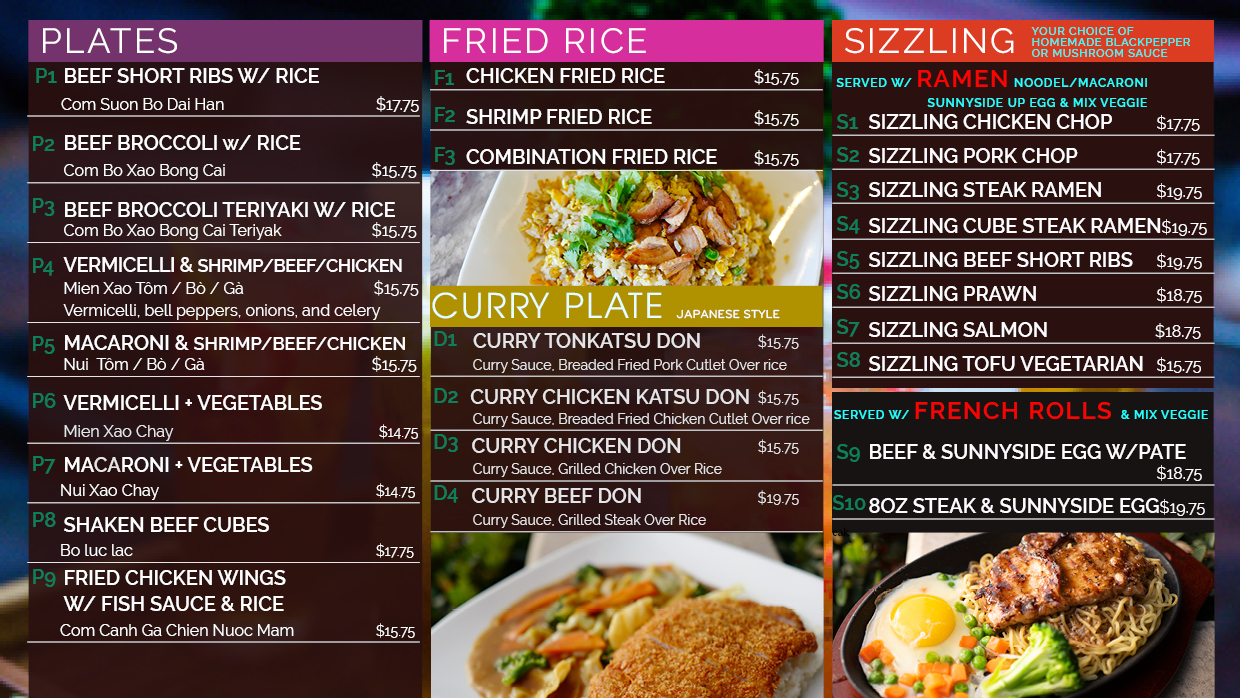 PLATES
P1 BEEF SHORT RIBS W/ RICE
Com Suon Bo Dai Han $17.75
P2 BEEF BROCCOLI w/ RICE
Com Bo Xao Bong Cai $15.75
P3 BEEF BROCCOLI TERIYAKI W/ RICE
Com Bo Xao Bong Cai Teriyak $15.75
P4 VERMICELLI & SHRIMP/BEEF/CHICKEN
Mien Xao Tôm / Bò / Gà $15.75
Vermicelli, bell peppers, onions, and celery
P5 MACARONI & SHRIMP/BEEF/CHICKEN
Nui Tôm / Bò / Gà $15.75
P6 VERMICELLI + VEGETABLES
Mien Xao Chay $14.75
P7 MACARONI + VEGETABLES
Nui Xao Chay $14.75
P8 SHAKEN BEEF CUBES
Bo luc lac $17.75
P9 FRIED CHICKEN WINGS
W/ FISH SAUCE & RICE
Com Canh Ga Chien Nuoc Mam $15.75
FRIED RICE
F1 CHICKEN FRIED RICE $15.75
F2 SHRIMP FRIED RICE $15.75
F3 COMBINATION FRIED RICE $15.75
CURRY PLATE JAPANESE STYLE
D1 CURRY TONKATSU DON $15.75
Curry Sauce, Breaded Fried Pork Cutlet Over rice
D2 CURRY CHICKEN KATSU DON $15.75
Curry Sauce, Breaded Fried Chicken Cutlet Over rice
D3 CURRY CHICKEN DON $15.75
Curry Sauce, Grilled Chicken Over Rice
D4 CURRY BEEF DON $19.75
Curry Sauce, Grilled Steak Over Rice
SIZZLING
YOUR CHOICE OF
HOMEMADE BLACKPEPPER
OR MUSHROOM SAUCE
SERVED W/ RAMEN NOODEL/MACARONI
SUNNYSIDE UP EGG & MIX VEGGIE
S1 SIZZLING CHICKEN CHOP $17.75
S2 SIZZLING PORK CHOP $17.75
S3 SIZZLING STEAK RAMEN $19.75
S4 SIZZLING CUBE STEAK RAMEN $19.75
S5 SIZZLING BEEF SHORT RIBS $19.75
S6 SIZZLING PRAWN $18.75
S7 SIZZLING SALMON $18.75
S8 SIZZLING TOFU VEGETARIAN $15.75
SERVED W/ FRENCH ROLLS & MIX VEGGIE
S9 BEEF & SUNNYSIDE EGG W/PATE
$18.75
S10 8OZ STEAK & SUNNYSIDE EGG $19.75